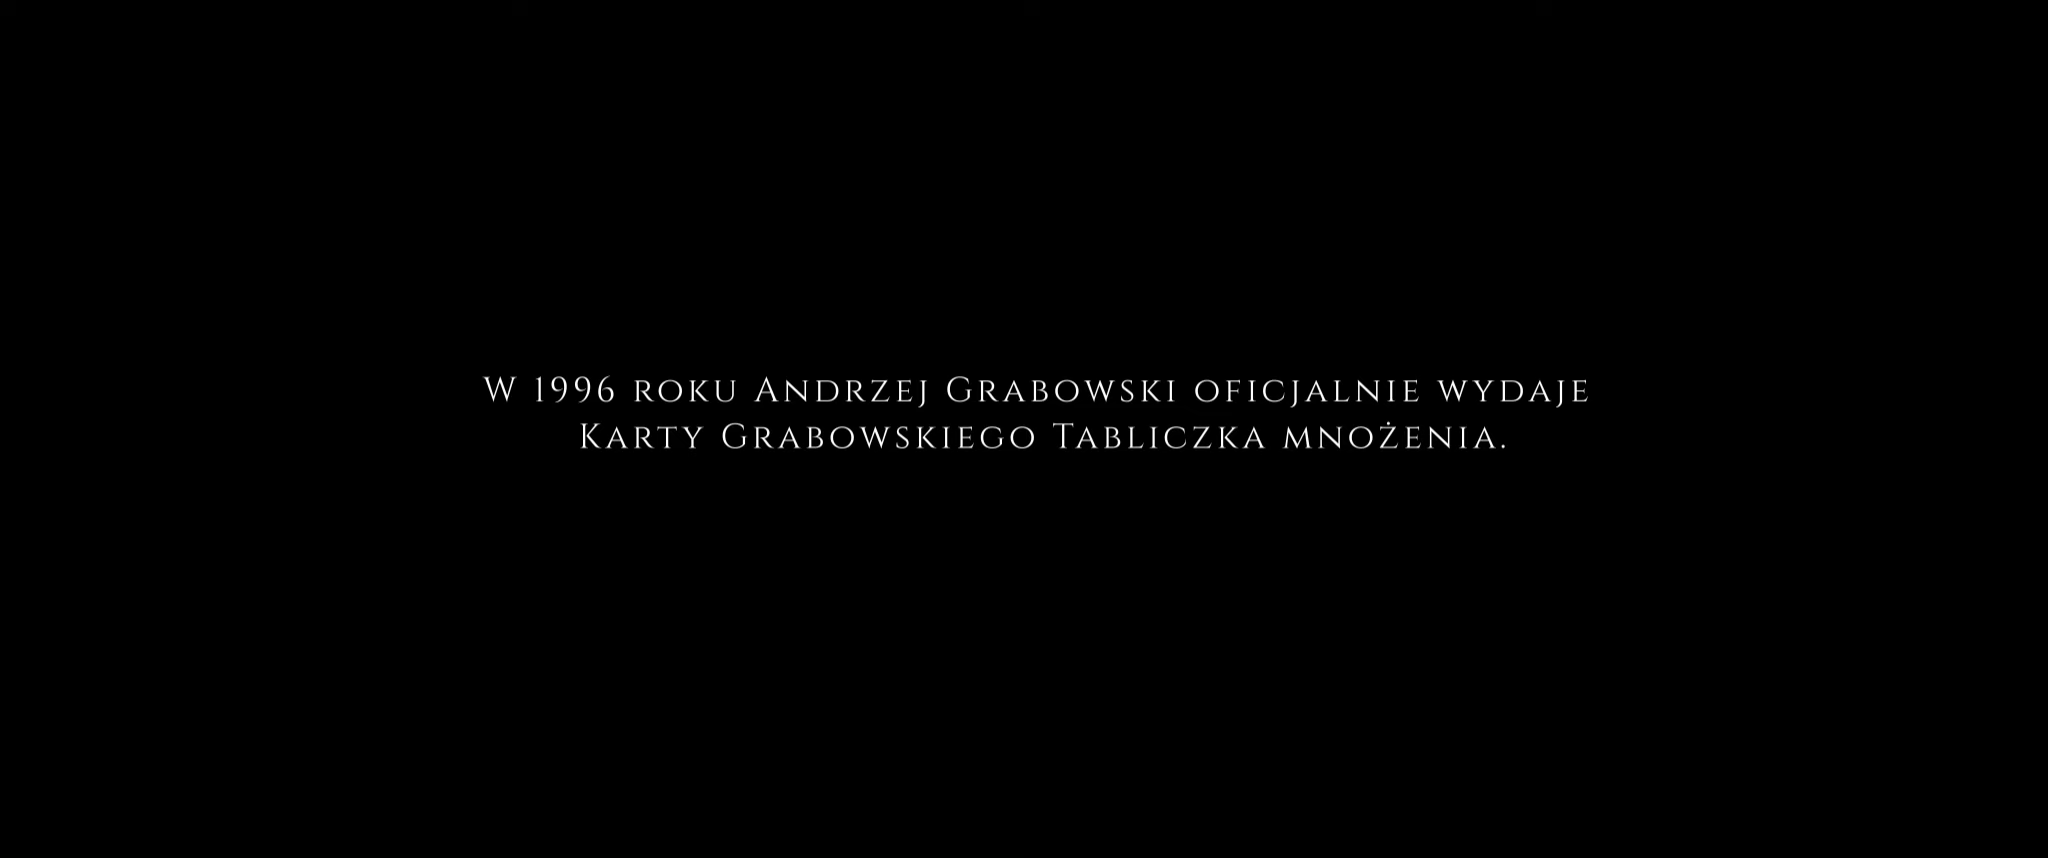 W 1996 roku Andrzej Grabowski oficjalnie wydaje
Karty Grabowskiego Tabliczka mnożenia.